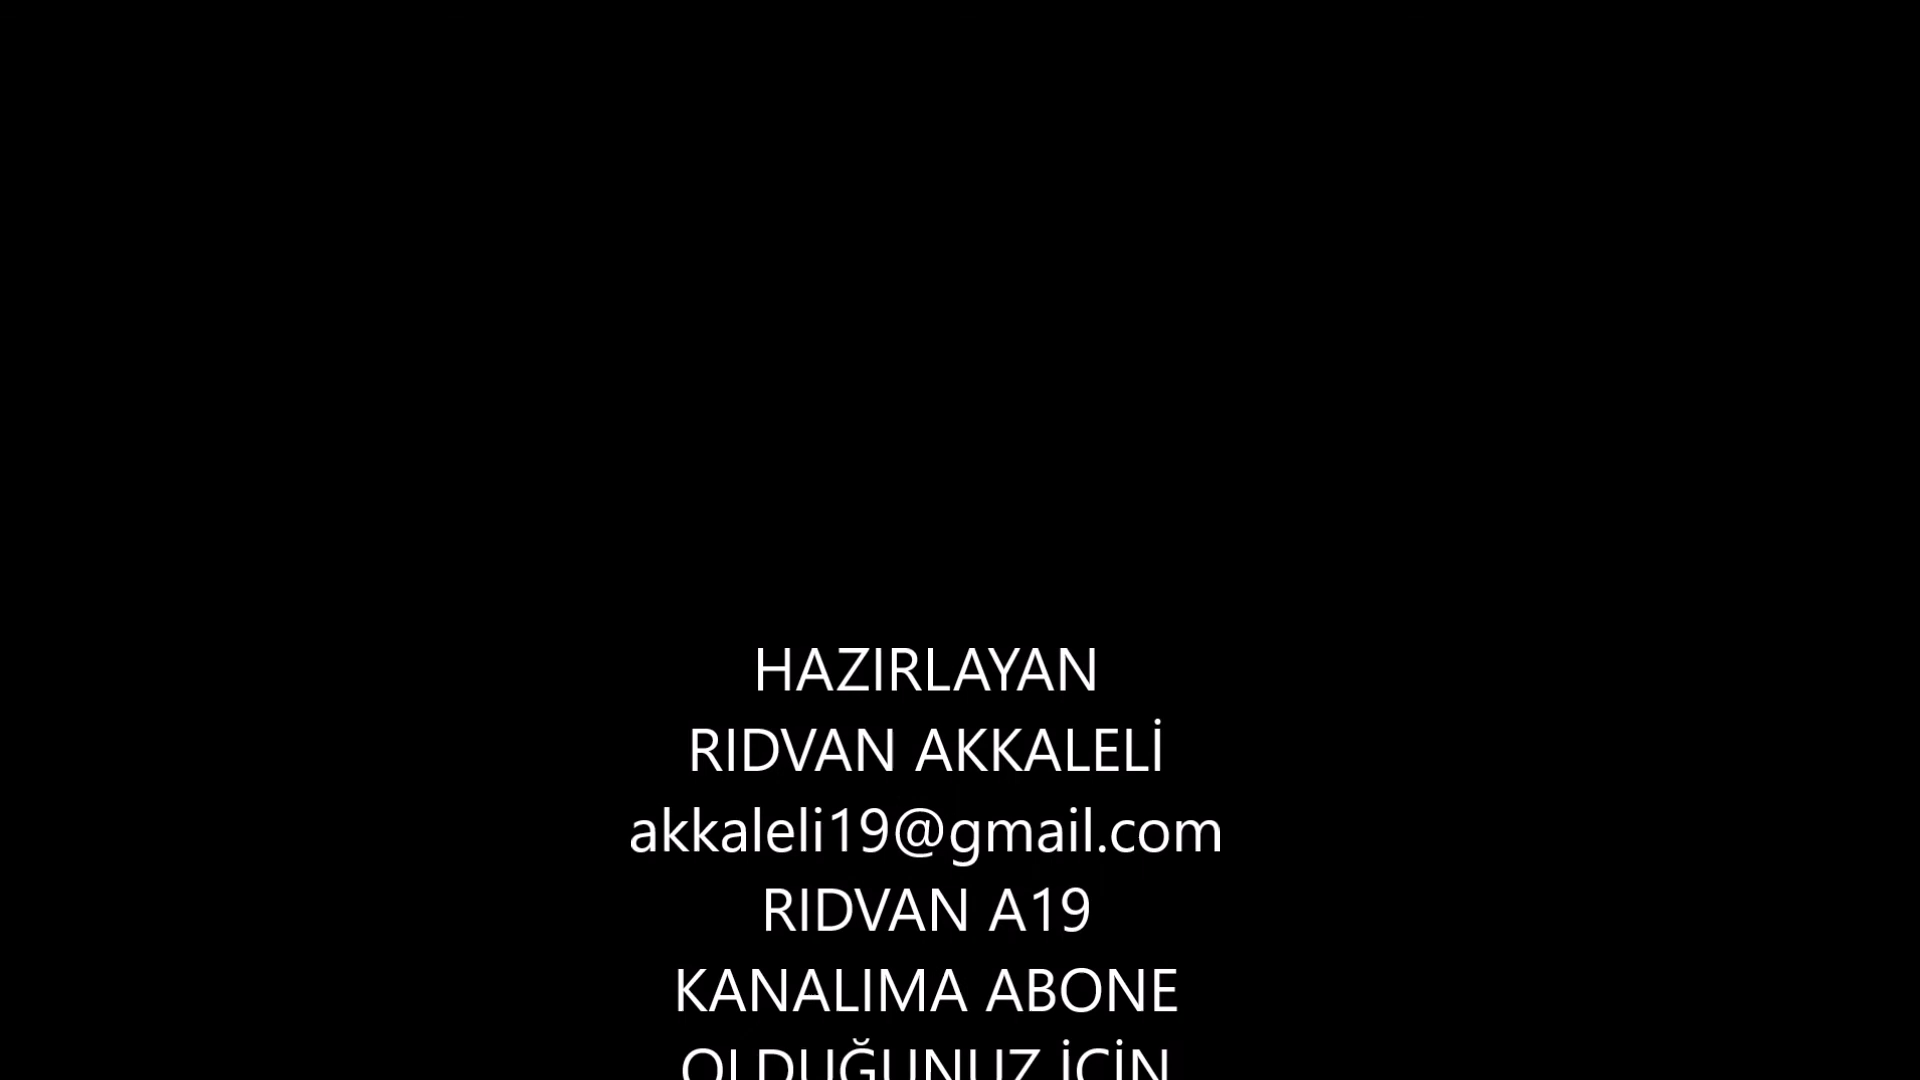 HAZIRLAYAN
RIDVAN AKKALELİ
akkaleli19@gmail.com
RIDVAN A19
KANALIMA ABONE
OLDUĞUNUZ İÇİN